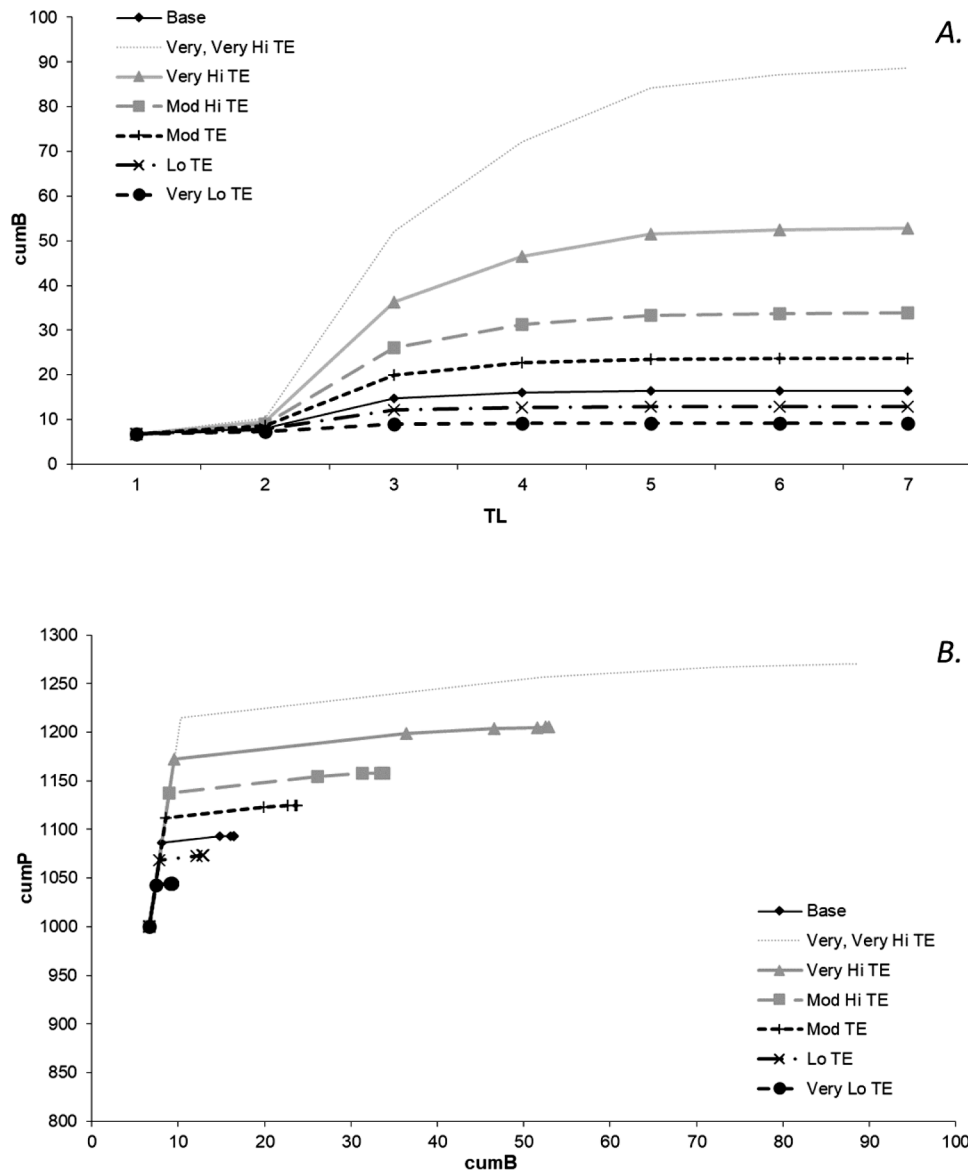 A.
100
90
80
70
60
50
40
30
20
10
0
cumB
Base
Very, Very Hi TE
Very Hi TE
Mod Hi TE
Mod TE
Lo TE
Very Lo TE
1 2 3 4 5 6 7
TL
B.
1300
1250
1200
1150
1100
1050
1000
950
900
850
800
cumP
Base
Very, Very Hi TE
Very Hi TE
Mod Hi TE
Mod TE
Lo TE
Very Lo TE
0 10 20 30 40 50 60 70 80 90 100
cumB